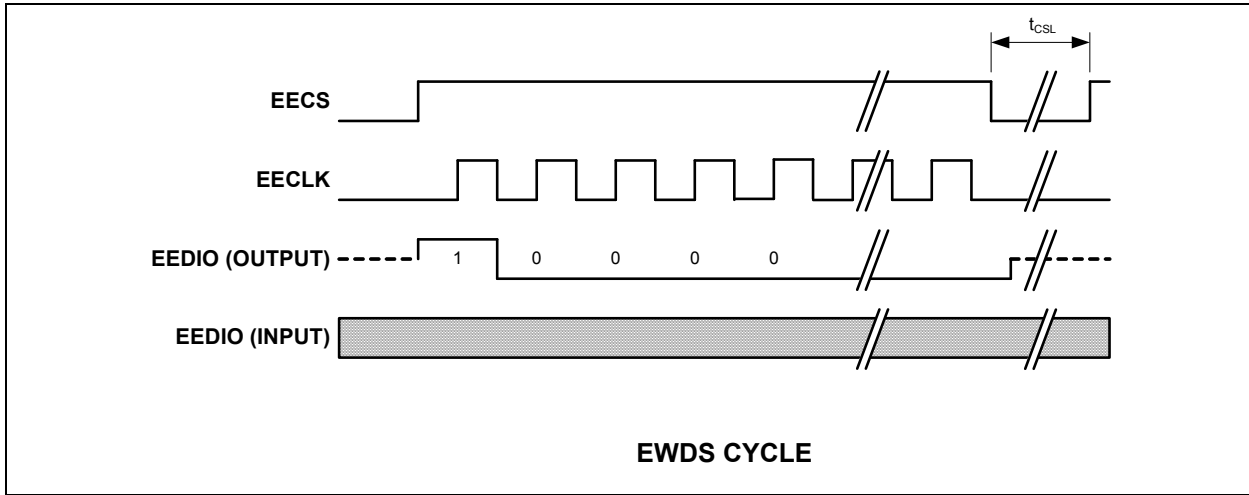 tCSL
EECS
EECLK
EEDIO (OUTPUT)
1 0 0 0 0
EEDIO (INPUT)
EWDS CYCLE